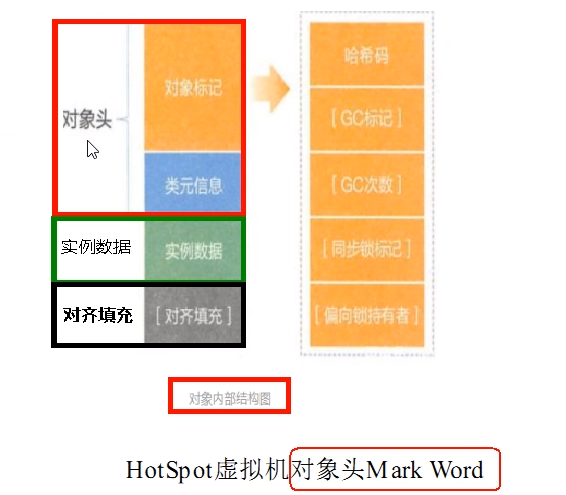 对象头
对象标记
类元信息
实例数据
实例数据
对齐填充
[ 对齐填充 ]
哈希码
[ GC标记 ]
[ GC次数 ]
[ 同步锁标记 ]
[ 偏向锁持有者 ]
对象内部结构图
HotSpot虚拟机对象头Mark Word